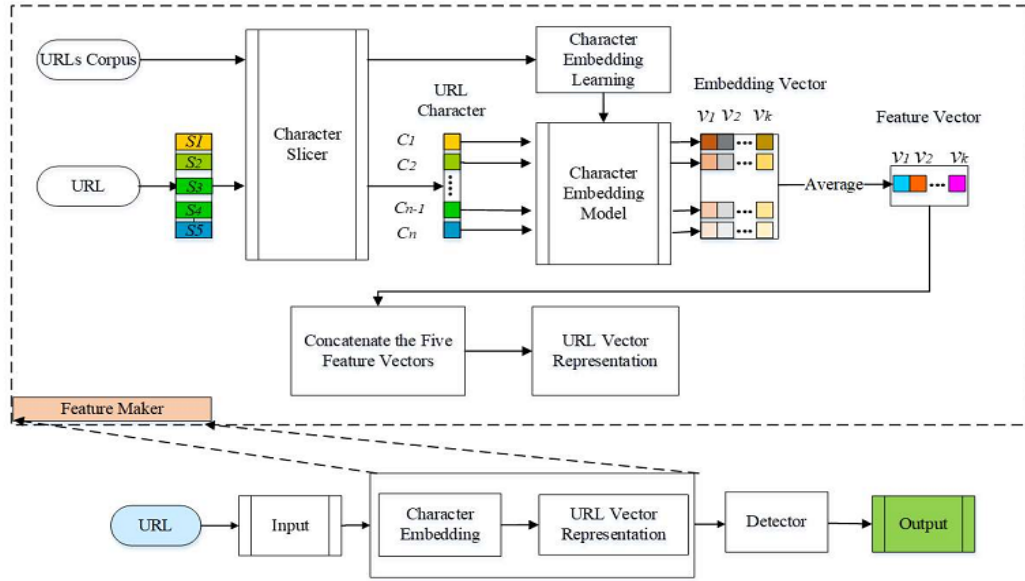 URLs Corpus
Character
Embedding
Learning
URL
Character
Embedding Vector
v1 v2 vk
Feature Vector
v1 v2 vk
Character
Slicer
S1
S2
S3
S4
S5
URL
C1
C2
Cn-1
Cn
Character
Embedding
Model
Average
Concatenate the Five
Feature Vectors
URL Vector
Representation
Feature Maker
URL
Input
Character
Embedding
URL Vector
Representation
Detector
Output